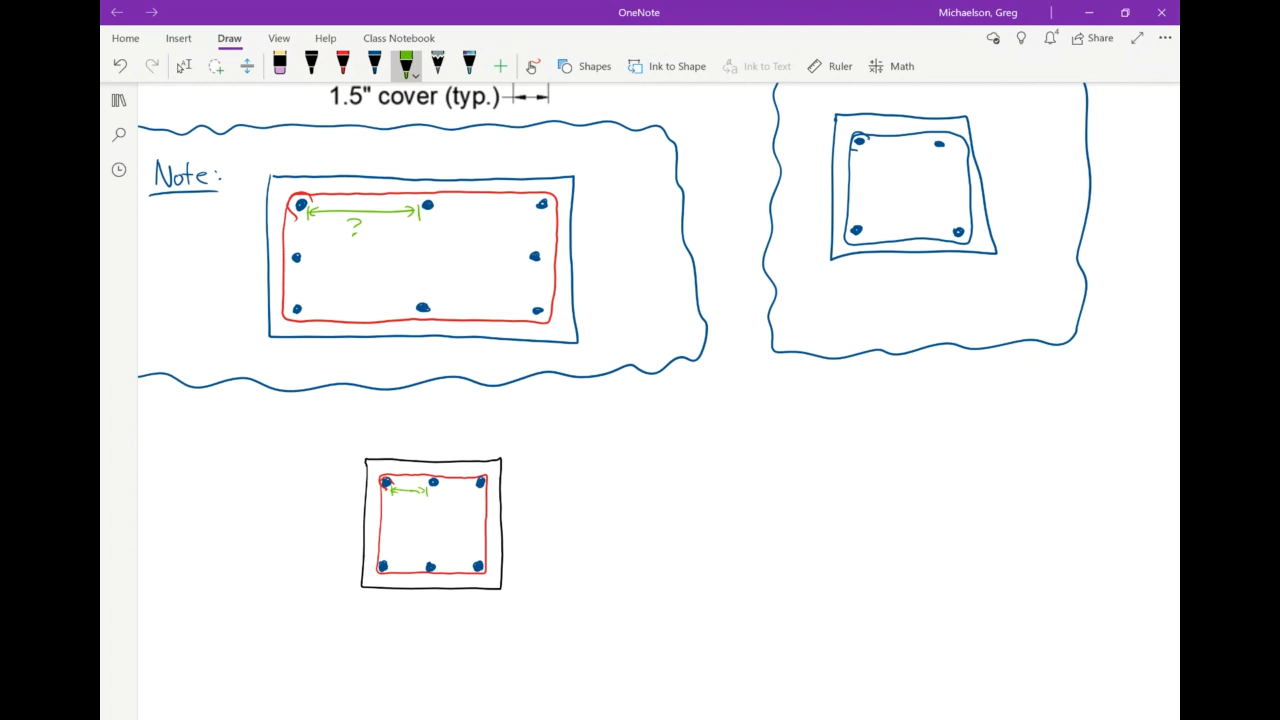 OneNote
Michaelson, Greg
Home Insert Draw View Help Class Notebook
4 Share
Shapes Ink to Shape Ink to Text Ruler Math
1.5" cover (typ.)
Note:
?